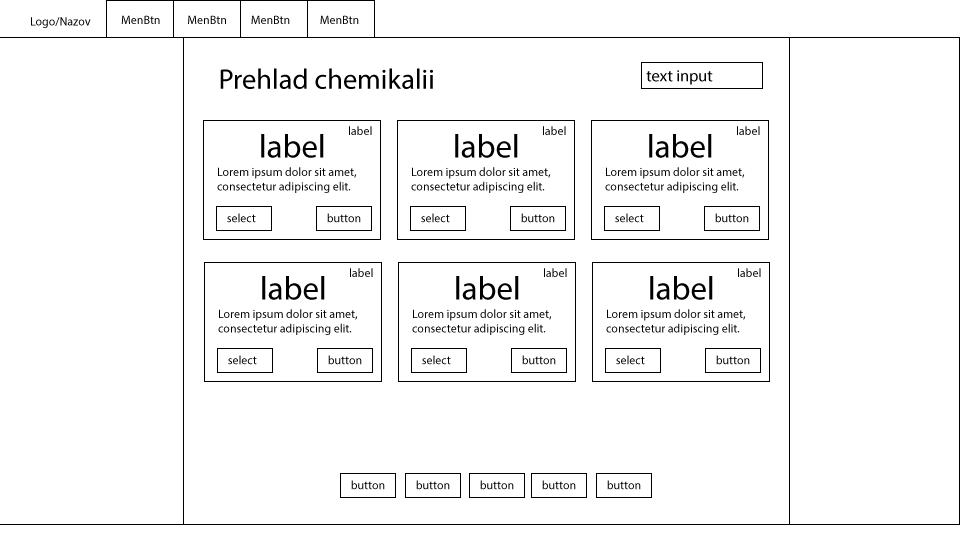 Logo/Nazov MenBtn MenBtn MenBtn MenBtn
Prehlad chemikalii
text input
label label label
label label label
Lorem ipsum dolor sit amet, Lorem ipsum dolor sit amet, Lorem ipsum dolor sit amet,
consectetur adipiscing elit. consectetur adipiscing elit. consectetur adipiscing elit.
select button select button select button
label label label
label label label
Lorem ipsum dolor sit amet, Lorem ipsum dolor sit amet, Lorem ipsum dolor sit amet,
consectetur adipiscing elit. consectetur adipiscing elit. consectetur adipiscing elit.
select button select button select button
button button button button button